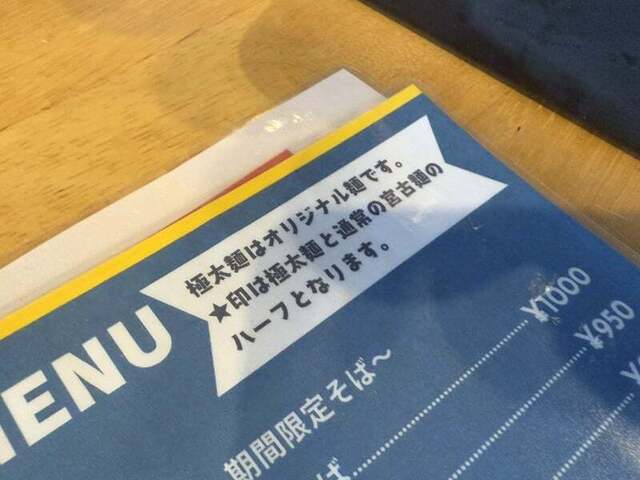 極太麺はオリジナル麺です。
★印は極太麺と通常の宮古麺の
ハーフとなります。
MENU
¥1000
期間限定そば～
¥950
そば